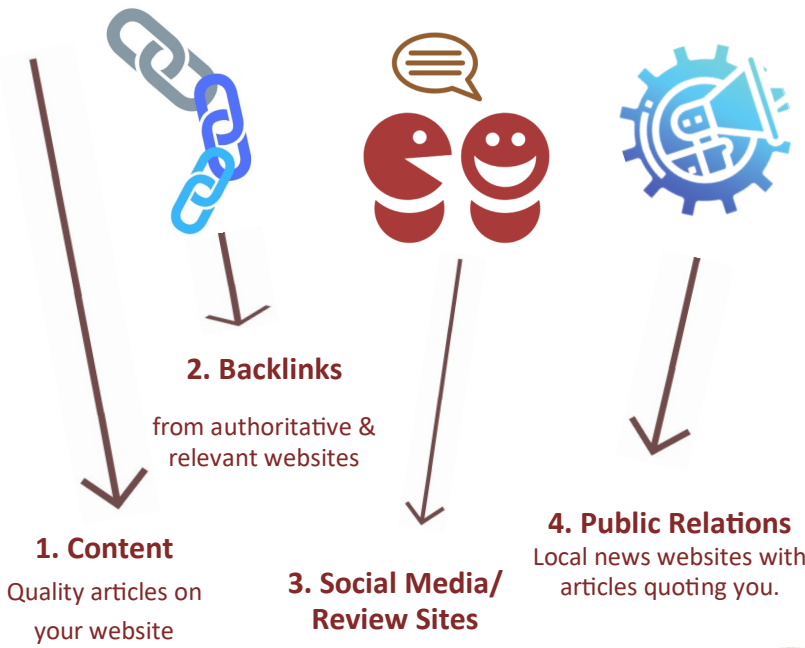 1. Content
Quality articles on
your website
2. Backlinks
from authoritative &
relevant websites
3. Social Media/
Review Sites
4. Public Relations
Local news websites with
articles quoting you.